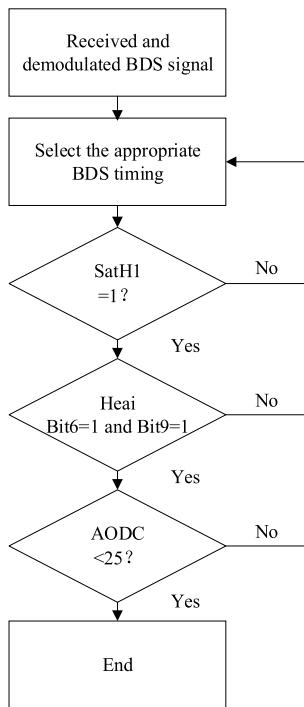 Received and
demodulated BDS signal
Select the appropriate
BDS timing
SatH1
=1?
No
Yes
Heai
Bit6=1 and Bit9=1
No
Yes
AODC
<25?
No
Yes
End